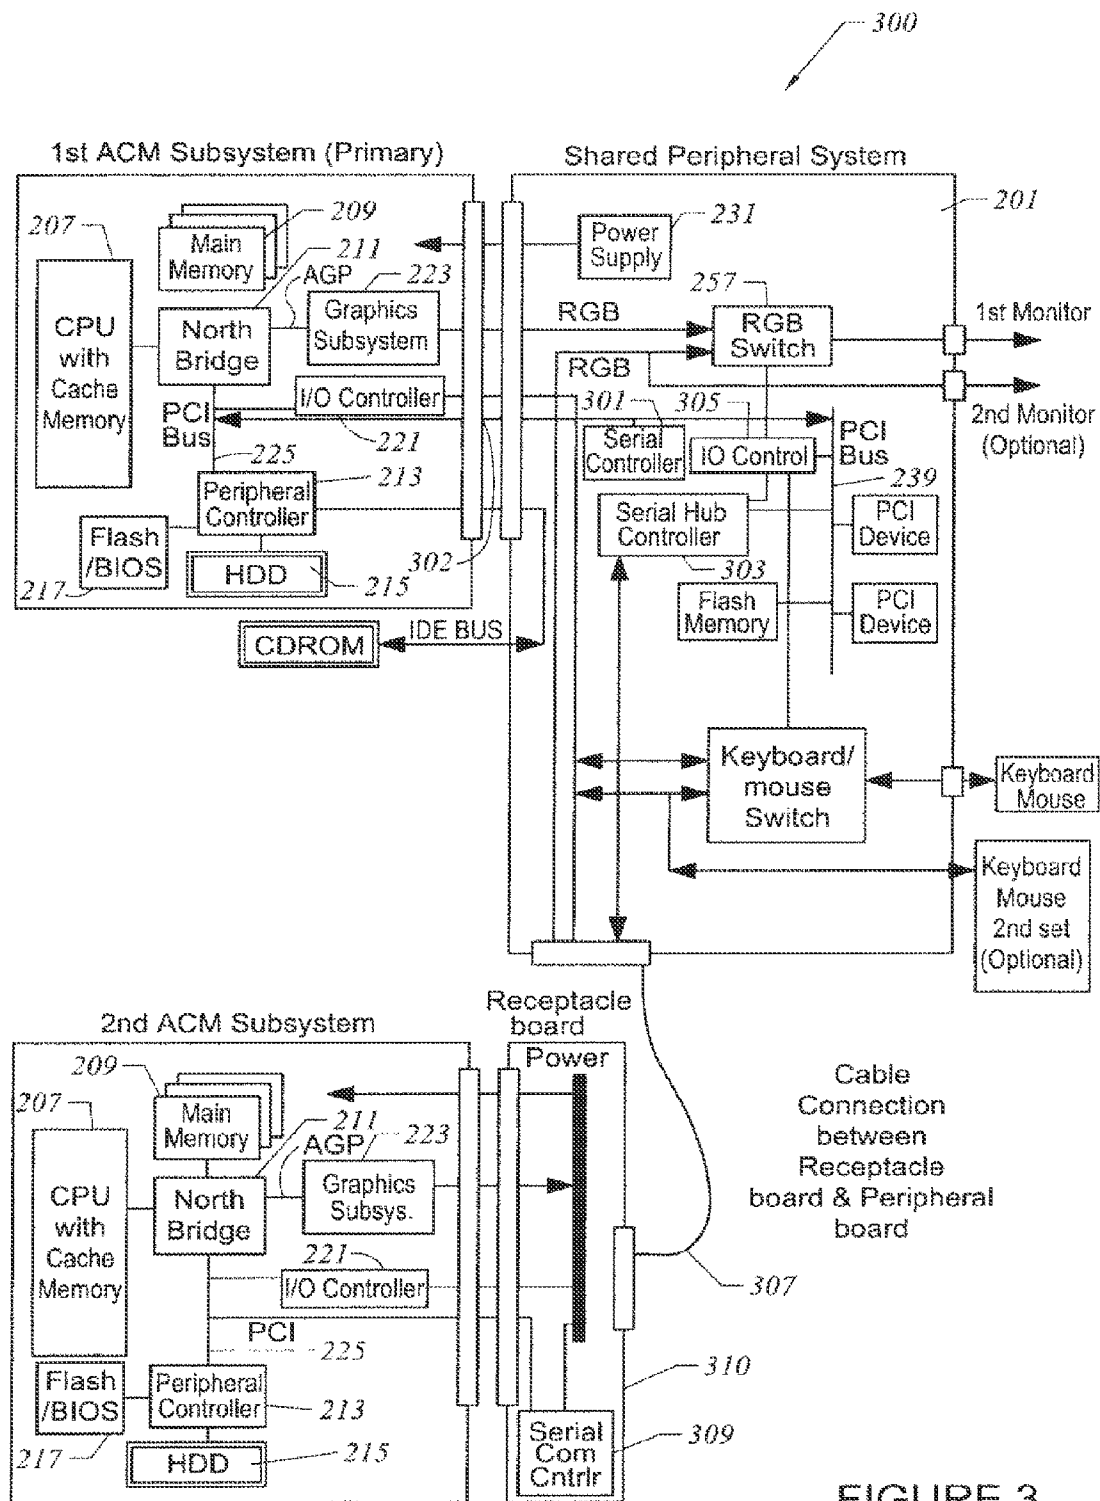 300
1st ACM Subsystem (Primary)
Shared Peripheral System
207
209
Main
Memory
211
AGP
223
CPU
with
Cache
Memory
North
Bridge
Graphics
Subsystem
I/O Controller
PCI
Bus
221
225
213
Peripheral
Controller
Flash
/BIOS
217
HDD
215
302
CDROM
IDE BUS
201
Power
Supply
231
257
RGB
RGB
RGB
Switch
1st Monitor
2nd Monitor
(Optional)
301
305
Serial
Controller
IO Control
PCI
Bus
239
Serial Hub
Controller
303
PCI
Device
Flash
Memory
PCI
Device
Keyboard/
mouse
Switch
Keyboard
Mouse
Keyboard
Mouse
2nd set
(Optional)
2nd ACM Subsystem
Receptacle
board
Power
209
207
Main
Memory
211
AGP
223
CPU
with
Cache
Memory
North
Bridge
Graphics
Subsys.
221
I/O Controller
PCI
225
Flash
/BIOS
217
Peripheral
Controller
213
HDD
215
Cable
Connection
between
Receptacle
board & Peripheral
board
307
310
Serial
Com
Cntrlr
309
FIGURE 3